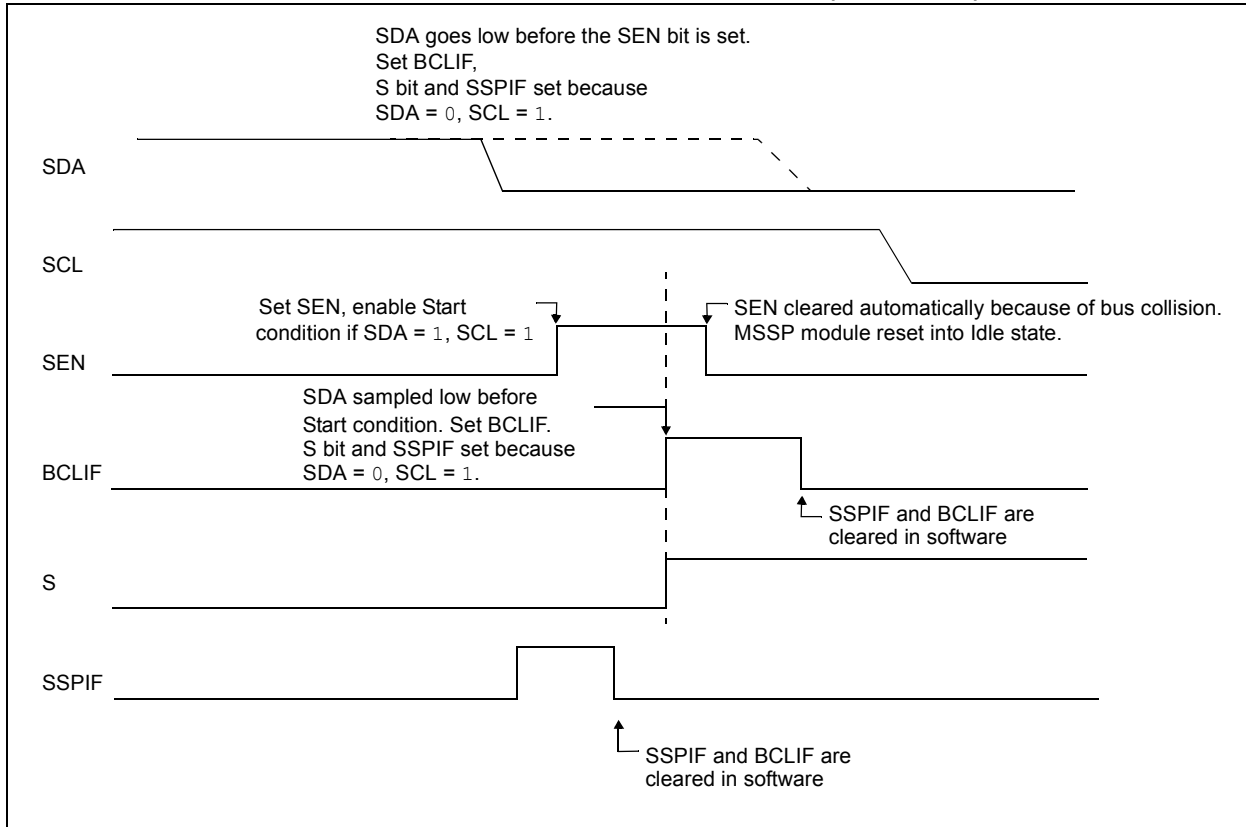 SDA goes low before the SEN bit is set.
Set BCLIF,
S bit and SSPIF set because
SDA = 0, SCL = 1.
SDA
SCL
Set SEN, enable Start
condition if SDA = 1, SCL = 1
SEN cleared automatically because of bus collision.
MSSP module reset into Idle state.
SEN
SDA sampled low before
Start condition. Set BCLIF.
S bit and SSPIF set because
SDA = 0, SCL = 1.
BCLIF
SSPIF and BCLIF are
cleared in software
S
SSPIF
SSPIF and BCLIF are
cleared in software